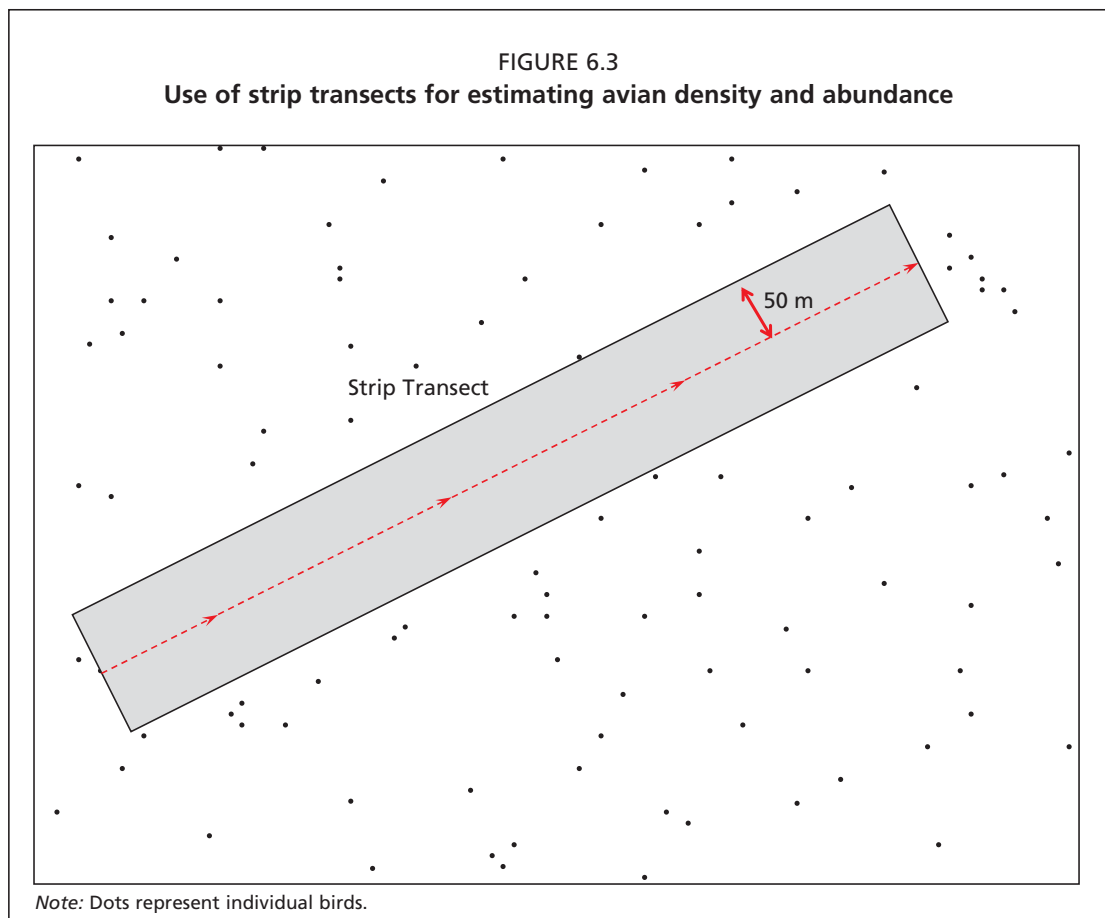 FIGURE 6.3
Use of strip transects for estimating avian density and abundance
50 m
Strip Transect
Note: Dots represent individual birds.